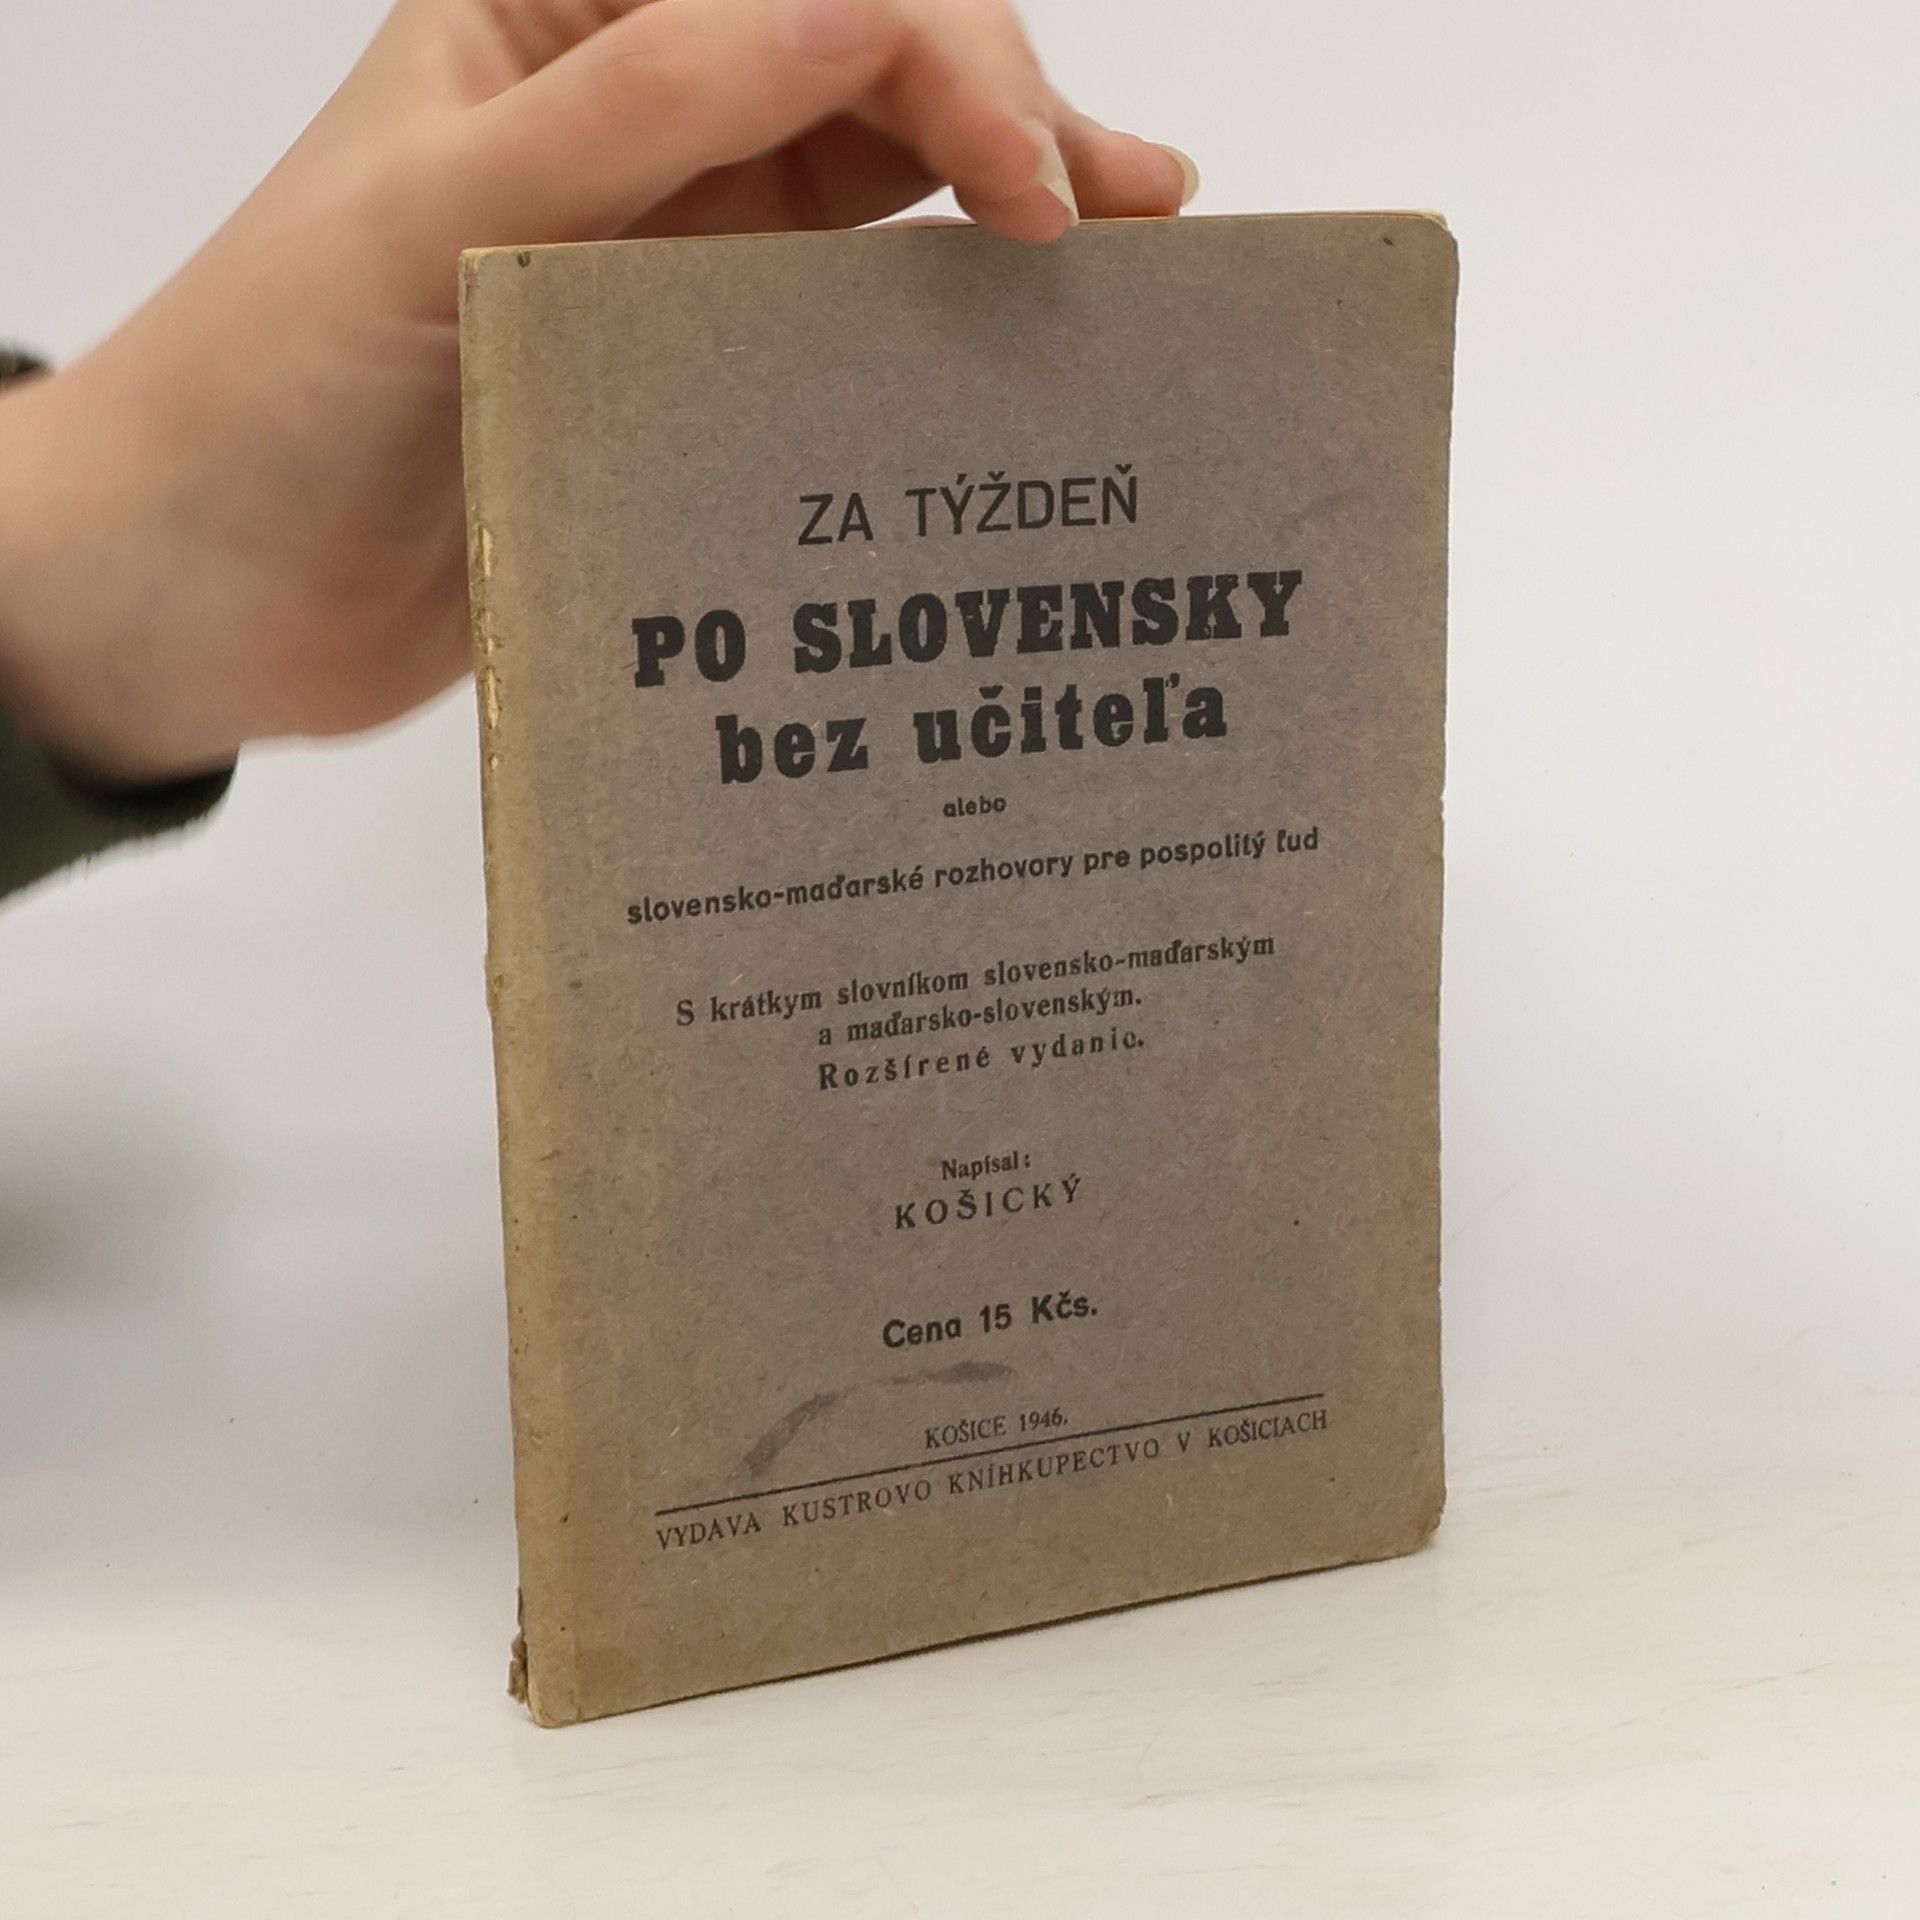 ZA TÝŽDEŇ
PO SLOVENSKY
bez učiteľa
alebo
slovensko-maďarské rozhovory pre pospolitý ľud
S krátkym slovníkom slovensko-maďarským
a maďarsko-slovenským.
Rozšírené vydanie.
Napísal:
KOŠICKÝ
Cena 15 Kčs.
KOŠICE 1946.
VYDAVA KUSTROVO KNÍHKUPECTVO V KOŠICIACH